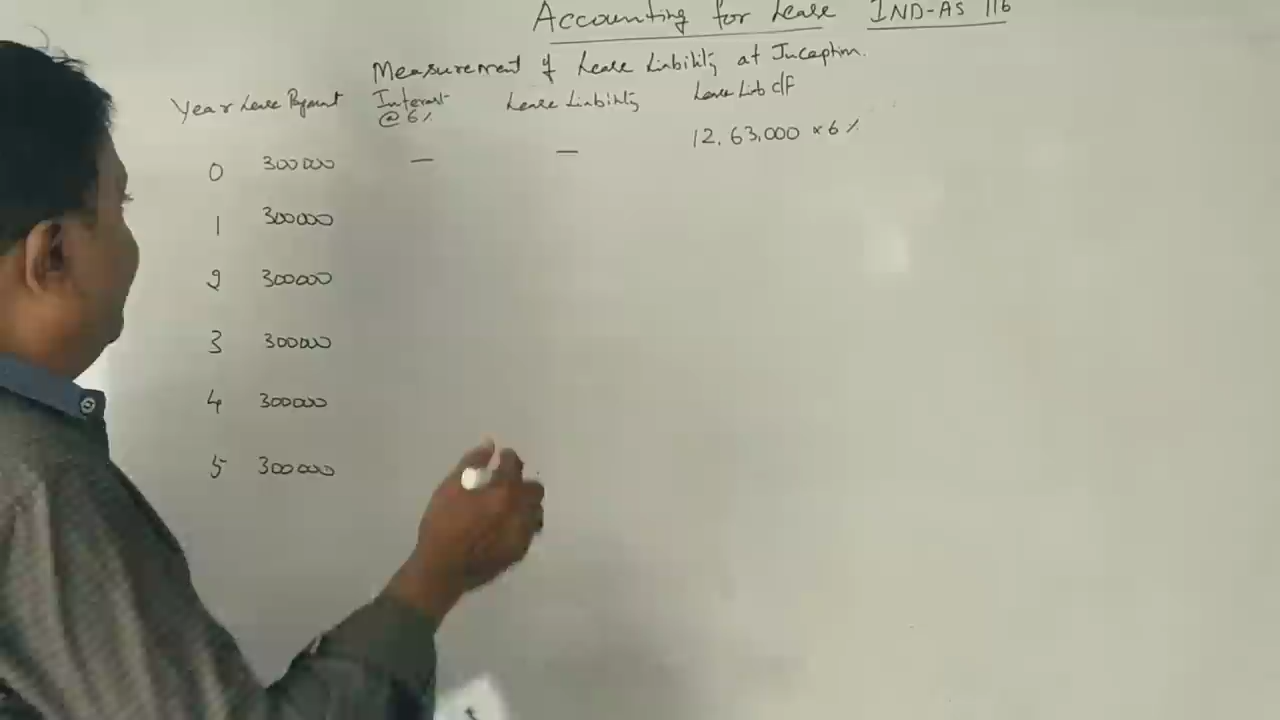 Accounting for Lease IND-AS 116
Measurement of Lease Liability at Inception.
Year Lease Payment Interest @ 6% Lease Liability Lease Liab c/f
12,63,000 × 6%
0 300000 — —
1 300000
2 300000
3 300000
4 300000
5 300000